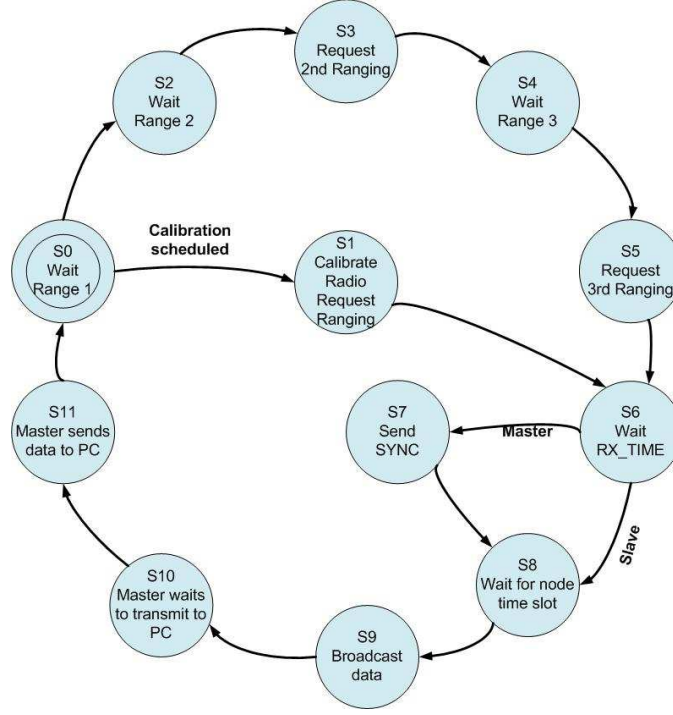 S3
Request
2nd Ranging
S2
Wait
Range 2
S4
Wait
Range 3
Calibration
scheduled
S0
Wait
Range 1
S1
Calibrate
Radio
Request
Ranging
S5
Request
3rd Ranging
S11
Master sends
data to PC
S7
Send
SYNC
Master
S6
Wait
RX_TIME
Slave
S10
Master waits
to transmit to
PC
S8
Wait for node
time slot
S9
Broadcast
data